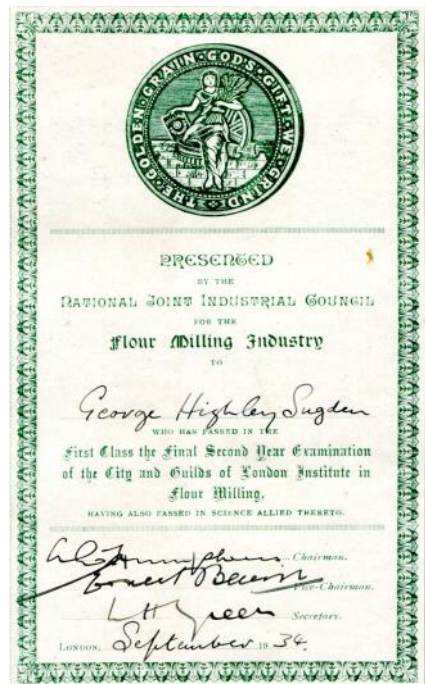 THE · GOLDEN · GRAIN · GOD'S · GIFT · WE · GRIND
PRESENTED
BY THE
NATIONAL JOINT INDUSTRIAL COUNCIL
FOR THE
Flour Milling Industry
TO
George Highley Sugden
WHO HAS PASSED IN THE
First Class the Final Second Year Examination
of the City and Guilds of London Institute in
Flour Milling,
HAVING ALSO PASSED IN SCIENCE ALLIED THERETO.
Chairman.
Ernest Vice-Chairman.
L H Green Secretary.
LONDON, September 1934.